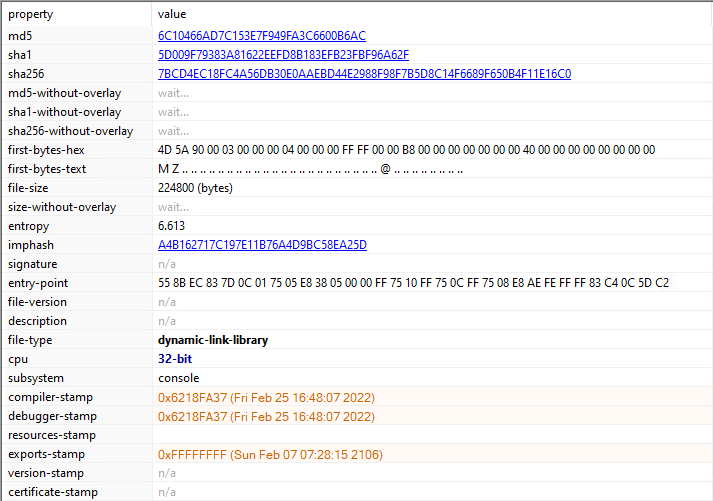 property value
md5 6C10466AD7C153E7F949FA3C6600B6AC
sha1 5D009F79383A81622EEFD8B183EFB23FBF96A62F
sha256 7BCD4EC18FC4A56DB30E0AAEBD44E2988F98F7B5D8C14F6689F650B4F11E16C0
md5-without-overlay wait...
sha1-without-overlay wait...
sha256-without-overlay wait...
first-bytes-hex 4D 5A 90 00 03 00 00 00 04 00 00 00 FF FF 00 00 B8 00 00 00 00 00 00 00 40 00 00 00 00 00 00 00
first-bytes-text M Z .. .. .. .. .. .. .. .. .. .. .. .. .. .. .. .. .. .. .. .. .. .. @ .. .. .. .. .. .. ..
file-size 224800 (bytes)
size-without-overlay wait...
entropy 6.613
imphash A4B162717C197E11B76A4D9BC58EA25D
signature n/a
entry-point 55 8B EC 83 7D 0C 01 75 05 E8 38 05 00 00 FF 75 10 FF 75 0C FF 75 08 E8 AE FE FF FF 83 C4 0C 5D C2
file-version n/a
description n/a
file-type dynamic-link-library
cpu 32-bit
subsystem console
compiler-stamp 0x6218FA37 (Fri Feb 25 16:48:07 2022)
debugger-stamp 0x6218FA37 (Fri Feb 25 16:48:07 2022)
resources-stamp
exports-stamp 0xFFFFFFFF (Sun Feb 07 07:28:15 2106)
version-stamp n/a
certificate-stamp n/a